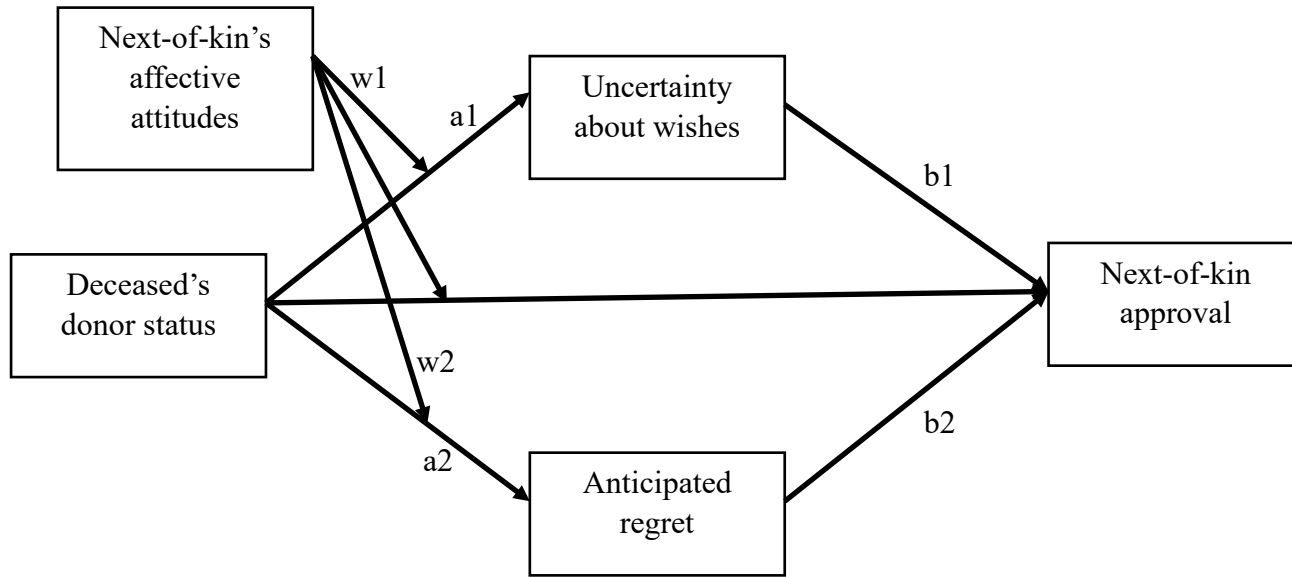 Next-of-kin’s
affective
attitudes
w1
a1
Uncertainty
about wishes
b1
Deceased’s
donor status
Next-of-kin
approval
w2
a2
b2
Anticipated
regret